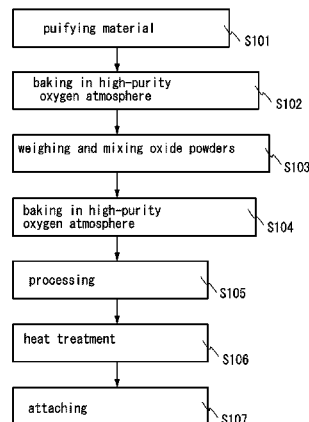 puifying material
S101
baking in high-purity
oxygen atmosphere
S102
weighing and mixing oxide powders
S103
baking in high-purity
oxygen atmosphere
S104
processing
S105
heat treatment
S106
attaching
S107